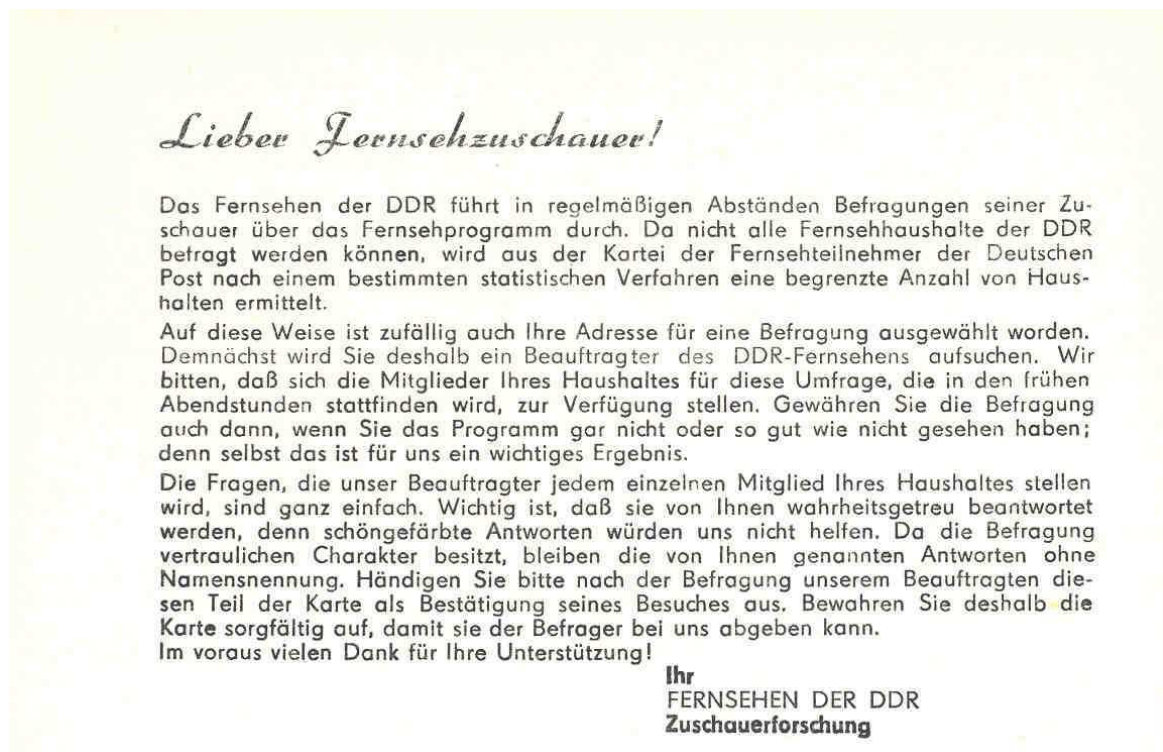 Lieber Fernsehzuschauer!
Das Fernsehen der DDR führt in regelmäßigen Abständen Befragungen seiner Zu-
schauer über das Fernsehprogramm durch. Da nicht alle Fernsehhaushalte der DDR
befragt werden können, wird aus der Kartei der Fernsehteilnehmer der Deutschen
Post nach einem bestimmten statistischen Verfahren eine begrenzte Anzahl von Haus-
halten ermittelt.
Auf diese Weise ist zufällig auch Ihre Adresse für eine Befragung ausgewählt worden.
Demnächst wird Sie deshalb ein Beauftragter des DDR-Fernsehens aufsuchen. Wir
bitten, daß sich die Mitglieder Ihres Haushaltes für diese Umfrage, die in den frühen
Abendstunden stattfinden wird, zur Verfügung stellen. Gewähren Sie die Befragung
auch dann, wenn Sie das Programm gar nicht oder so gut wie nicht gesehen haben;
denn selbst das ist für uns ein wichtiges Ergebnis.
Die Fragen, die unser Beauftragter jedem einzelnen Mitglied Ihres Haushaltes stellen
wird, sind ganz einfach. Wichtig ist, daß sie von Ihnen wahrheitsgetreu beantwortet
werden, denn schöngefärbte Antworten würden uns nicht helfen. Da die Befragung
vertraulichen Charakter besitzt, bleiben die von Ihnen genannten Antworten ohne
Namensnennung. Händigen Sie bitte nach der Befragung unserem Beauftragten die-
sen Teil der Karte als Bestätigung seines Besuches aus. Bewahren Sie deshalb die
Karte sorgfältig auf, damit sie der Befrager bei uns abgeben kann.
Im voraus vielen Dank für Ihre Unterstützung!
Ihr
FERNSEHEN DER DDR
Zuschauerforschung